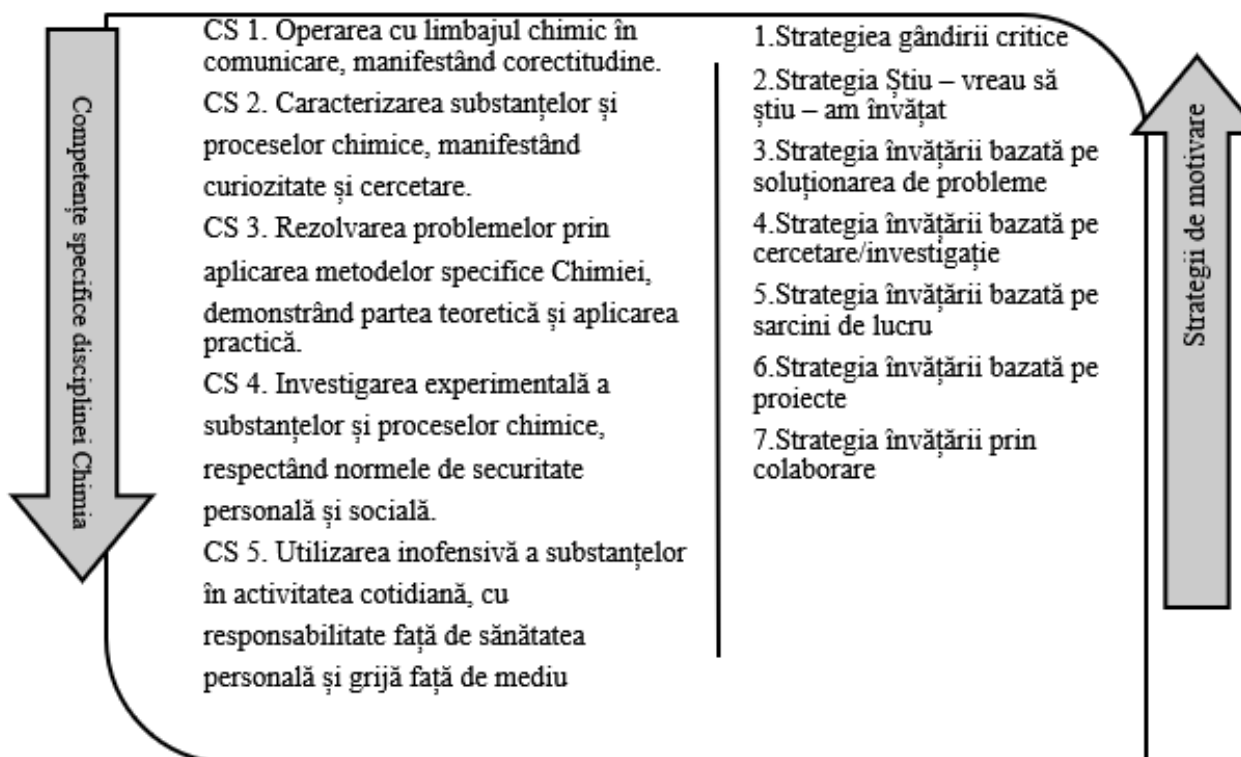 Competențe specifice disciplinei Chimia
CS 1. Operarea cu limbajul chimic în
comunicare, manifestând corectitudine.
CS 2. Caracterizarea substanțelor și
proceselor chimice, manifestând
curiozitate și cercetare.
CS 3. Rezolvarea problemelor prin
aplicarea metodelor specifice Chimiei,
demonstrând partea teoretică și aplicarea
practică.
CS 4. Investigarea experimentală a
substanțelor și proceselor chimice,
respectând normele de securitate
personală și socială.
CS 5. Utilizarea inofensivă a substanțelor
în activitatea cotidiană, cu
responsabilitate față de sănătatea
personală și grijă față de mediu
1.Strategiea gândirii critice
2.Strategia Știu – vreau să
știu – am învățat
3.Strategia învățării bazată pe
soluționarea de probleme
4.Strategia învățării bazată pe
cercetare/investigație
5.Strategia învățării bazată pe
sarcini de lucru
6.Strategia învățării bazată pe
proiecte
7.Strategia învățării prin
colaborare
Strategii de motivare